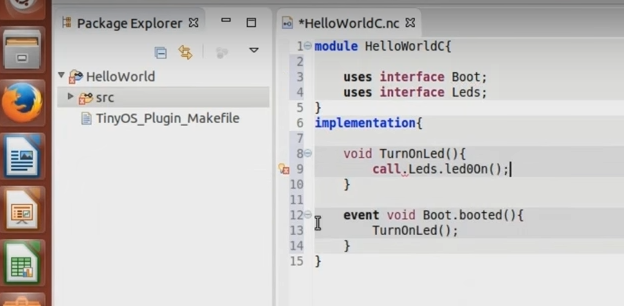 Package Explorer
*HelloWorldC.nc
HelloWorld
src
TinyOS_Plugin_Makefile
1 module HelloWorldC{
2
3 uses interface Boot;
4 uses interface Leds;
5 }
6 implementation{
7
8 void TurnOnLed(){
9 call.Leds.led0On();
10 }
11
12 event void Boot.booted(){
13 TurnOnLed();
14 }
15 }